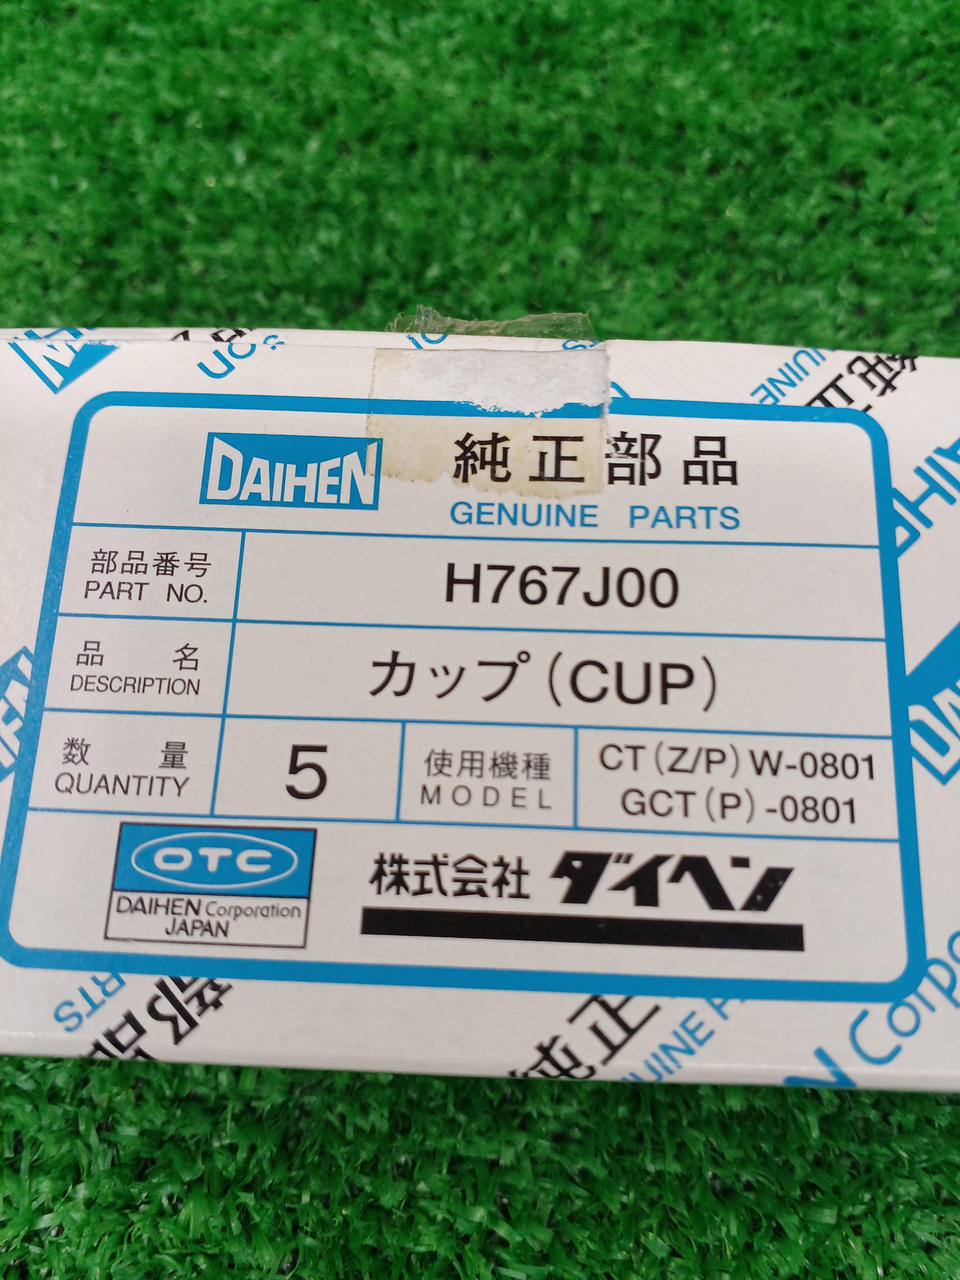 DAIHEN
純正部品
GENUINE PARTS
部品番号
PART NO.
H767J00
品名
DESCRIPTION
カップ(CUP)
数量
QUANTITY
5
使用機種
MODEL
CT(Z/P)W-0801
GCT(P)-0801
OTC
DAIHEN Corporation
JAPAN
株式会社 ダイヘン